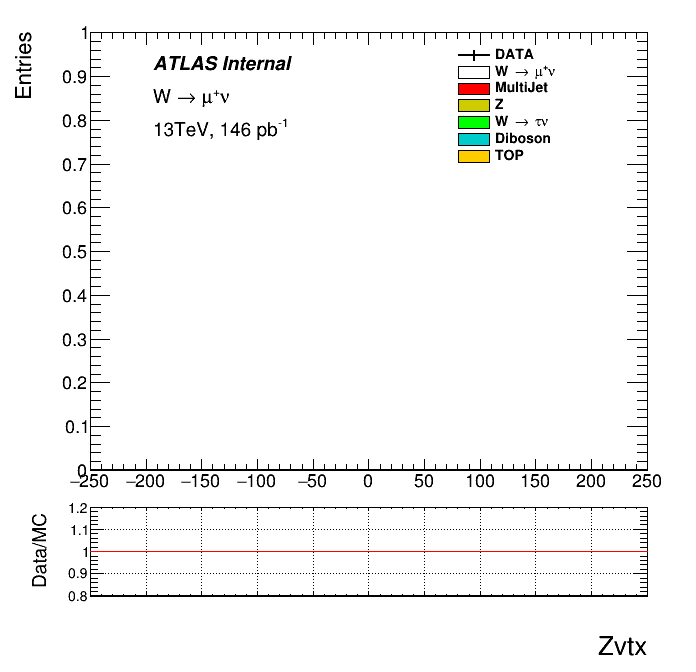 Entries
1
0.9
0.8
0.7
0.6
0.5
0.4
0.3
0.2
0.1
0
ATLAS Internal
W → μ⁺ν
13TeV, 146 pb⁻¹
DATA
W → μ⁺ν
MultiJet
Z
W → τν
Diboson
TOP
−250 −200 −150 −100 −50 0 50 100 150 200 250
Data/MC
1.2
1.1
1
0.9
0.8
Zvtx